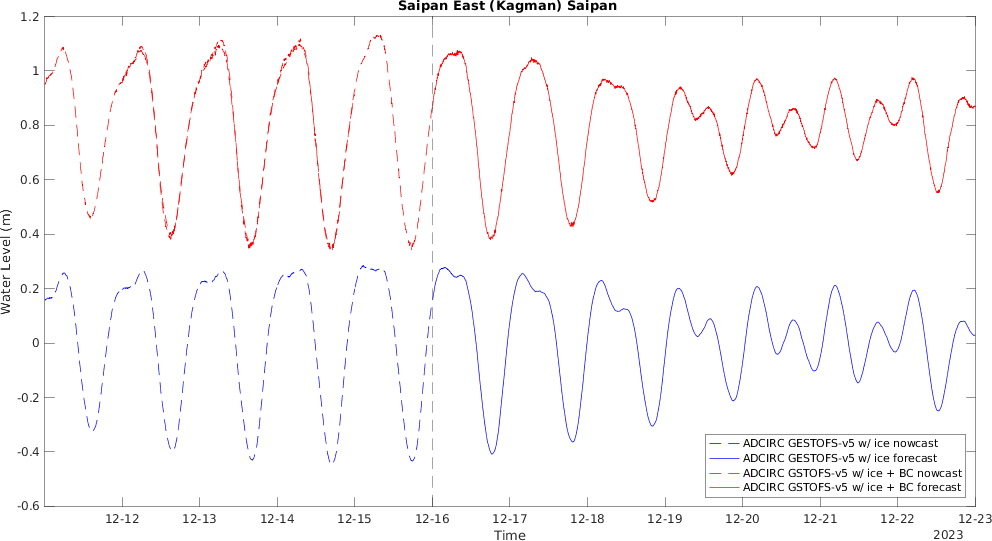 Saipan East (Kagman) Saipan
1.2
1
0.8
0.6
0.4
0.2
0
-0.2
-0.4
-0.6
Water Level (m)
ADCIRC GESTOFS-v5 w/ ice nowcast
ADCIRC GESTOFS-v5 w/ ice forecast
ADCIRC GSTOFS-v5 w/ ice + BC nowcast
ADCIRC GSTOFS-v5 w/ ice + BC forecast
12-12 12-13 12-14 12-15 12-16 12-17 12-18 12-19 12-20 12-21 12-22 12-23
Time
2023